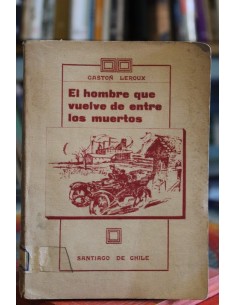 GASTON LEROUX
El hombre que
vuelve de entre
los muertos
SANTIAGO DE CHILE